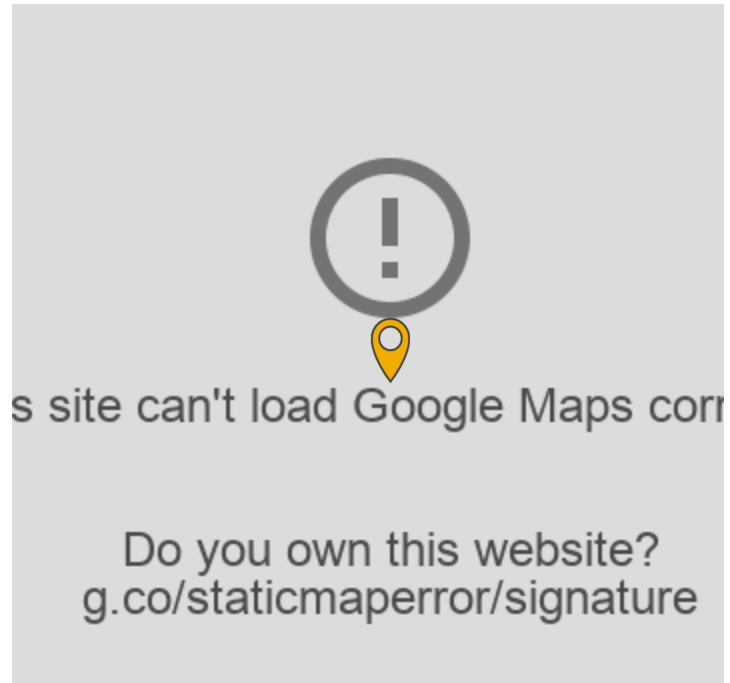 s site can't load Google Maps corr
Do you own this website?
g.co/staticmaperror/signature